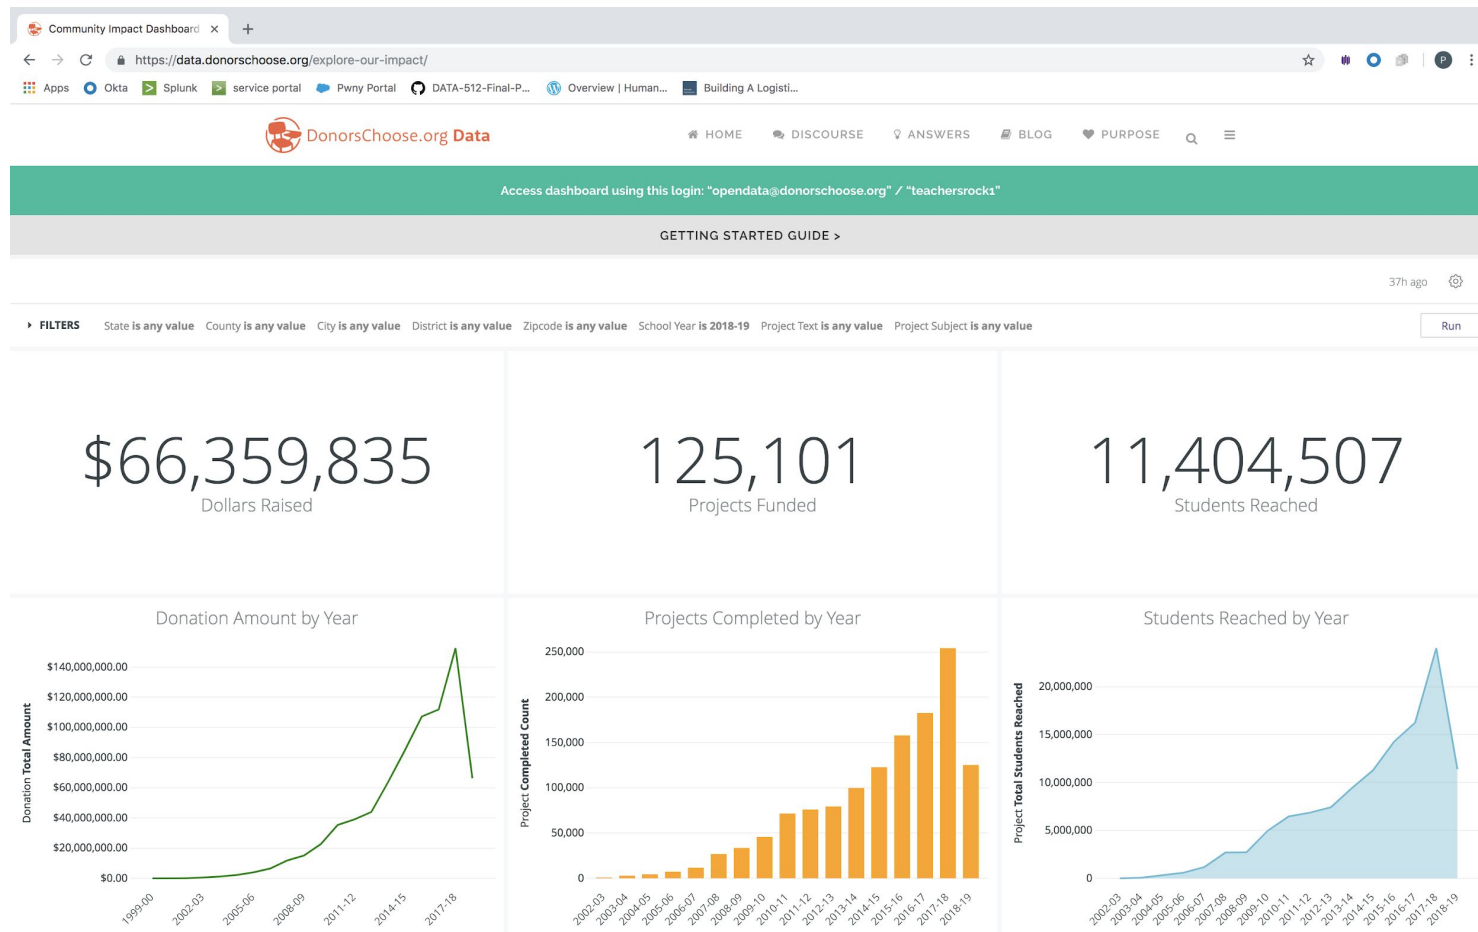 Community Impact Dashboard
https://data.donorschoose.org/explore-our-impact/
Apps Okta Splunk service portal Pwny Portal DATA-512-Final-P... Overview | Human... Building A Logisti...
DonorsChoose.org Data HOME DISCOURSE ANSWERS BLOG PURPOSE
Access dashboard using this login: “opendata@donorschoose.org” / “teachersrock1”
GETTING STARTED GUIDE >
37h ago
FILTERS State is any value County is any value City is any value District is any value Zipcode is any value School Year is 2018-19 Project Text is any value Project Subject is any value Run
$66,359,835
Dollars Raised
125,101
Projects Funded
11,404,507
Students Reached
Donation Amount by Year
Donation Total Amount
$140,000,000.00
$120,000,000.00
$100,000,000.00
$80,000,000.00
$60,000,000.00
$40,000,000.00
$20,000,000.00
$0.00
1999-00 2002-03 2005-06 2008-09 2011-12 2014-15 2017-18
Projects Completed by Year
Project Completed Count
250,000
200,000
150,000
100,000
50,000
0
2002-03 2003-04 2004-05 2005-06 2006-07 2007-08 2008-09 2009-10 2010-11 2011-12 2012-13 2013-14 2014-15 2015-16 2016-17 2017-18 2018-19
Students Reached by Year
Project Total Students Reached
20,000,000
15,000,000
10,000,000
5,000,000
0
2002-03 2003-04 2004-05 2005-06 2006-07 2007-08 2008-09 2009-10 2010-11 2011-12 2012-13 2013-14 2014-15 2015-16 2016-17 2017-18 2018-19